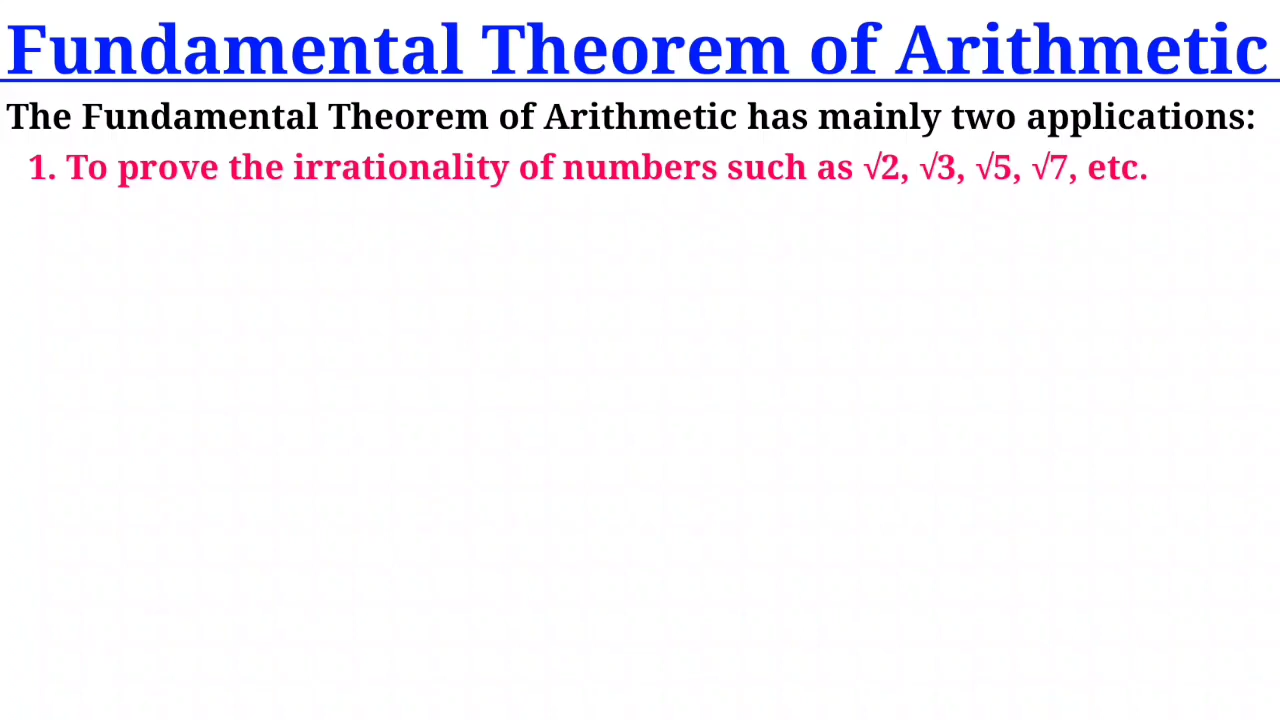 Fundamental Theorem of Arithmetic
The Fundamental Theorem of Arithmetic has mainly two applications:
1. To prove the irrationality of numbers such as √2, √3, √5, √7, etc.